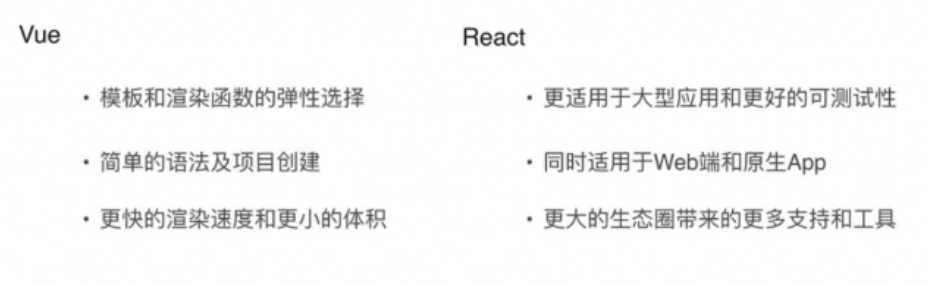 Vue
• 模板和渲染函数的弹性选择
• 简单的语法及项目创建
• 更快的渲染速度和更小的体积
React
• 更适用于大型应用和更好的可测试性
• 同时适用于Web端和原生App
• 更大的生态圈带来的更多支持和工具